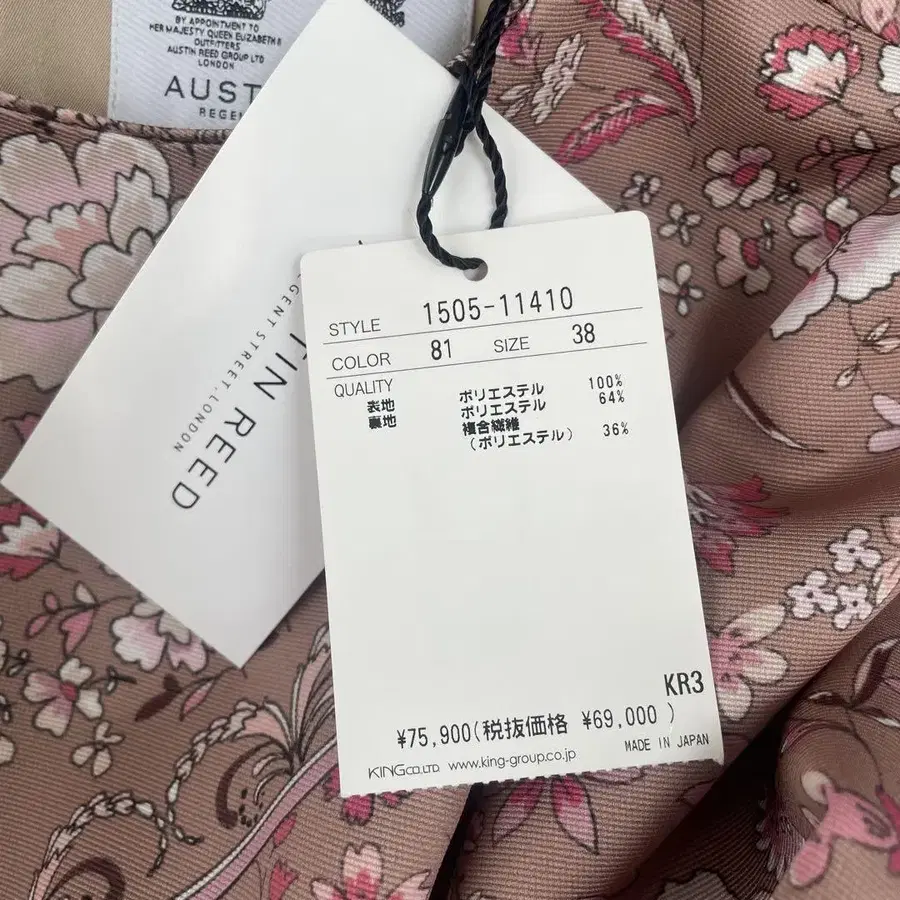 BY APPOINTMENT TO
HER MAJESTY QUEEN ELIZABETH II
OUTFITTERS
AUSTIN REED GROUP LTD
LONDON
AUST
REGEN
TIN REED
GENT STREET, LONDON
STYLE 1505-11410
COLOR 81 SIZE 38
QUALITY
表地 ポリエステル 100%
裏地 ポリエステル 64%
複合繊維
(ポリエステル) 36%
KR3
¥75,900(税抜価格 ¥69,000 )
KING CO.,LTD www.king-group.co.jp MADE IN JAPAN